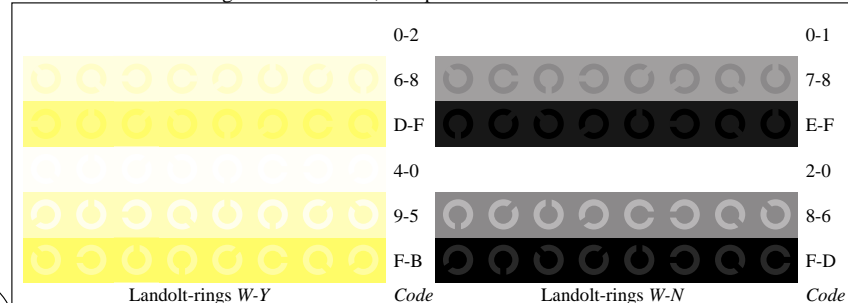 0-2 0-1
6-8 7-8
D-F E-F
4-0 2-0
9-5 8-6
F-B F-D
Landolt-rings W-Y Code Landolt-rings W-N Code